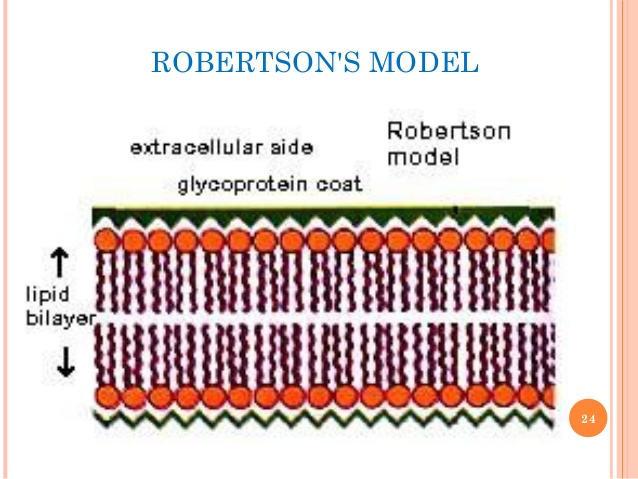 ROBERTSON'S MODEL
Robertson
model
extracellular side
glycoprotein coat
lipid
bilayer
24